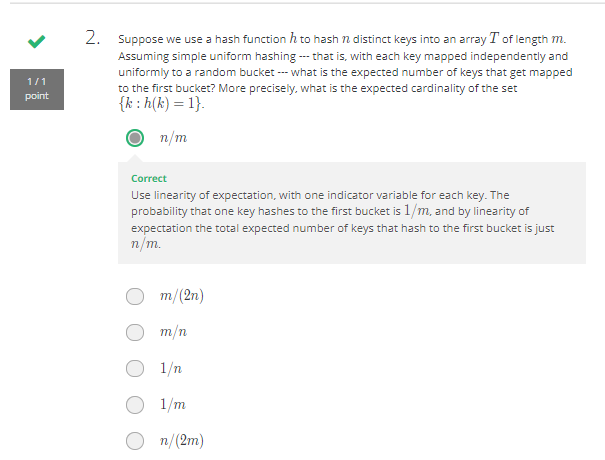 2. Suppose we use a hash function h to hash n distinct keys into an array T of length m.
Assuming simple uniform hashing --- that is, with each key mapped independently and
uniformly to a random bucket --- what is the expected number of keys that get mapped
1 / 1
point
to the first bucket? More precisely, what is the expected cardinality of the set
{k : h(k) = 1}.
n/m
Correct
Use linearity of expectation, with one indicator variable for each key. The
probability that one key hashes to the first bucket is 1/m, and by linearity of
expectation the total expected number of keys that hash to the first bucket is just
n/m.
m/(2n)
m/n
1/n
1/m
n/(2m)